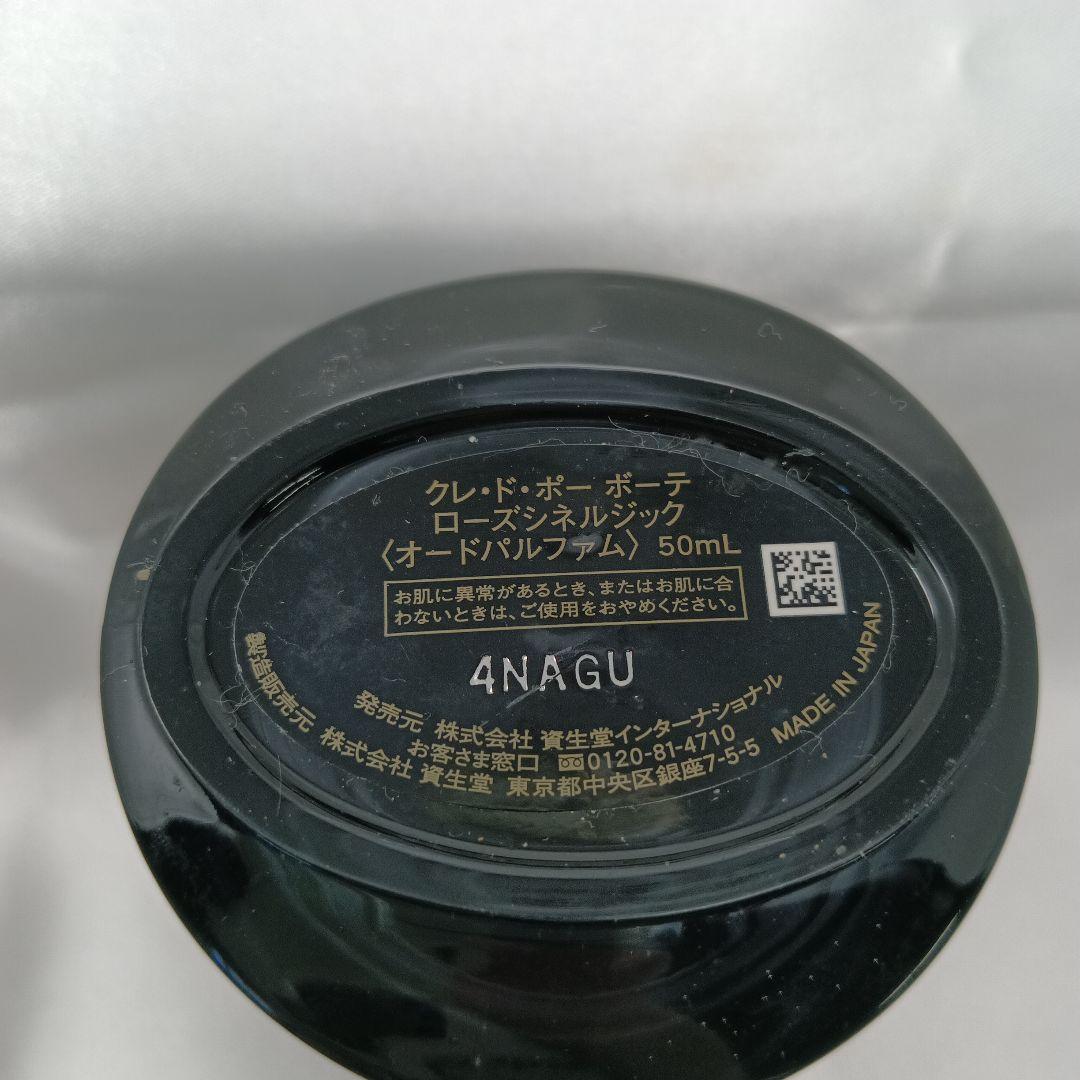 クレ・ド・ポー ボーテ
ローズシネルジック
〈オードパルファム〉 50mL
お肌に異常があるとき、またはお肌に合
わないときは、ご使用をおやめください。
4NAGU
発売元 株式会社 資生堂インターナショナル
お客さま窓口 0120-81-4710
製造販売元 株式会社 資生堂 東京都中央区銀座7-5-5 MADE IN JAPAN